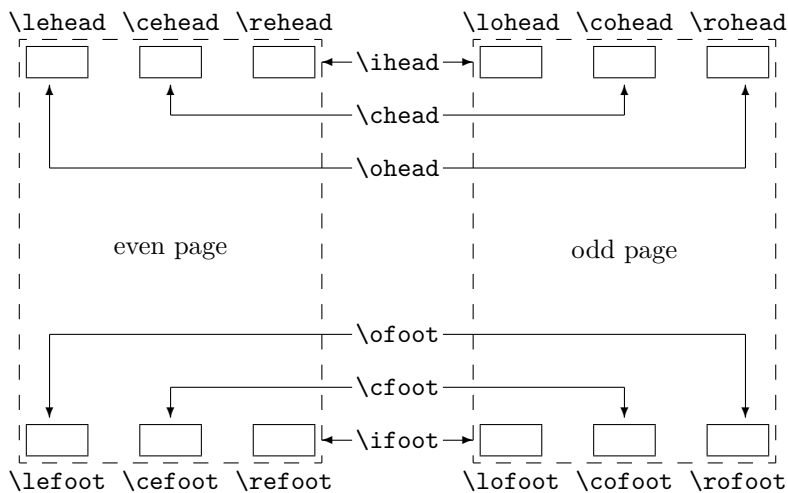 \lehead \cehead \rehead \lohead \cohead \rohead
\ihead
\chead
\ohead
even page odd page
\ofoot
\cfoot
\ifoot
\lefoot \cefoot \refoot \lofoot \cofoot \rofoot